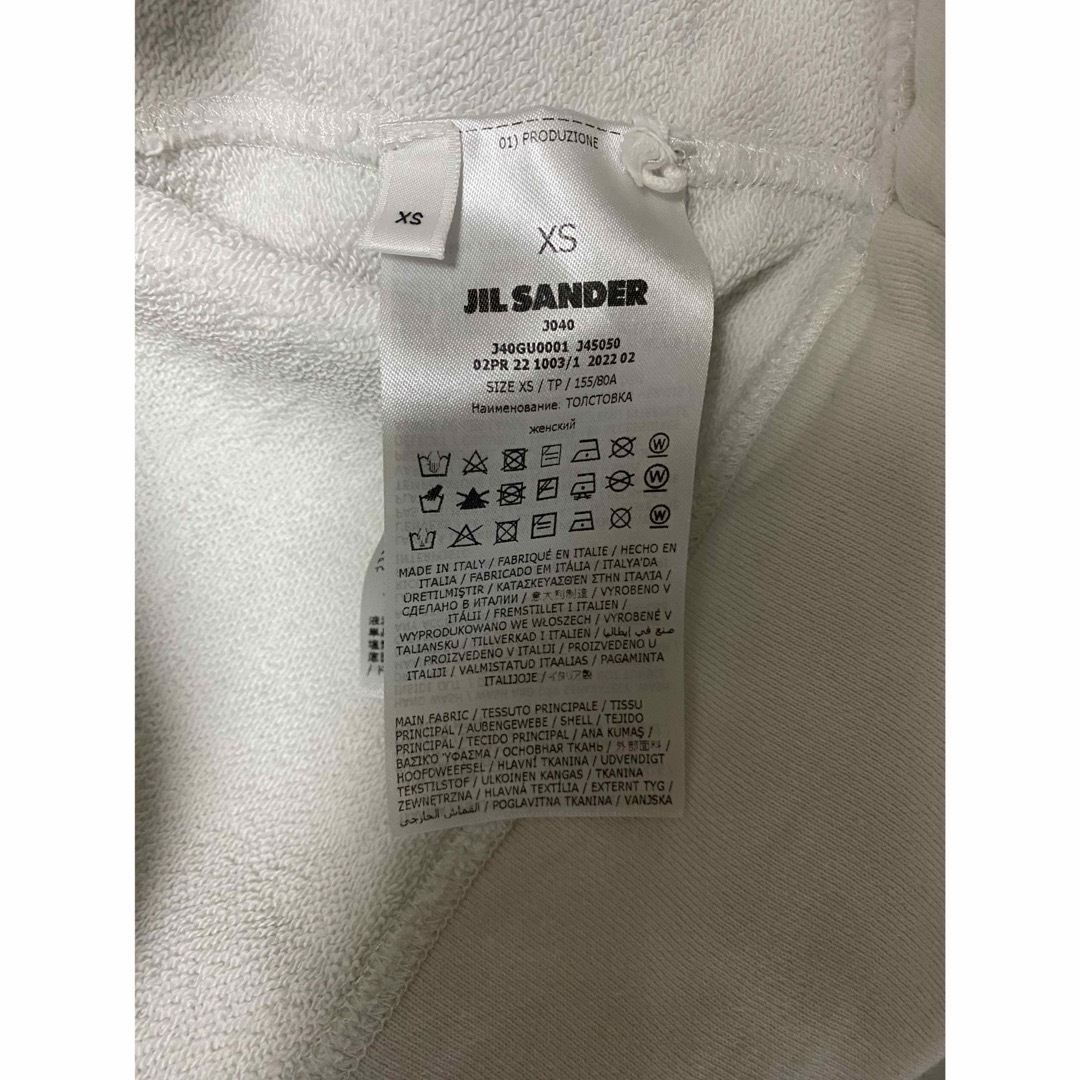 01) PRODUZIONE
XS
XS
JIL SANDER
J040
J40GU0001 J45050
02PR 22 1003/1 2022 02
SIZE XS / TP / 155/80A
Наименование: ТОЛСТОВКА
женский
MADE IN ITALY / FABRIQUÉ EN ITALIE / HECHO EN
ITALIA / FABRICADO EM ITÁLIA / ITALYA'DA
ÜRETILMIŞTIR / ΚΑΤΑΣΚΕΥΑΣΘΕΝ ΣΤΗΝ ΙΤΑΛΙΑ /
СДЕЛАНО В ИТАЛИИ / 意大利制造 / VYROBENO V
ITÁLII / FREMSTILLET I ITALIEN /
WYPRODUKOWANO WE WŁOSZECH / VYROBENÉ V
TALIANSKU / TILLVERKAD I ITALIEN / صنع في إيطاليا
/ PROIZVEDENO V ITALIJI / PROIZVEDENO U
ITALIJI / VALMISTATUD ITAALIAS / PAGAMINTA
ITALIJOJE / イタリア製
MAIN FABRIC / TESSUTO PRINCIPALE / TISSU
PRINCIPAL / AUßENGEWEBE / SHELL / TEJIDO
PRINCIPAL / TECIDO PRINCIPAL / ANA KUMAŞ /
ΒΑΣΙΚΟ ΎΦΑΣΜΑ / ОСНОВНАЯ ТКАНЬ / 外部面料 /
HOOFDWEEFSEL / HLAVNÍ TKANINA / UDVENDIGT
TEKSTILSTOF / ULKOINEN KANGAS / TKANINA
ZEWNĘTRZNA / HLAVNÁ TEXTÍLIA / EXTERNT TYG /
القماش الخارجي / POGLAVITNA TKANINA / VANJSKA